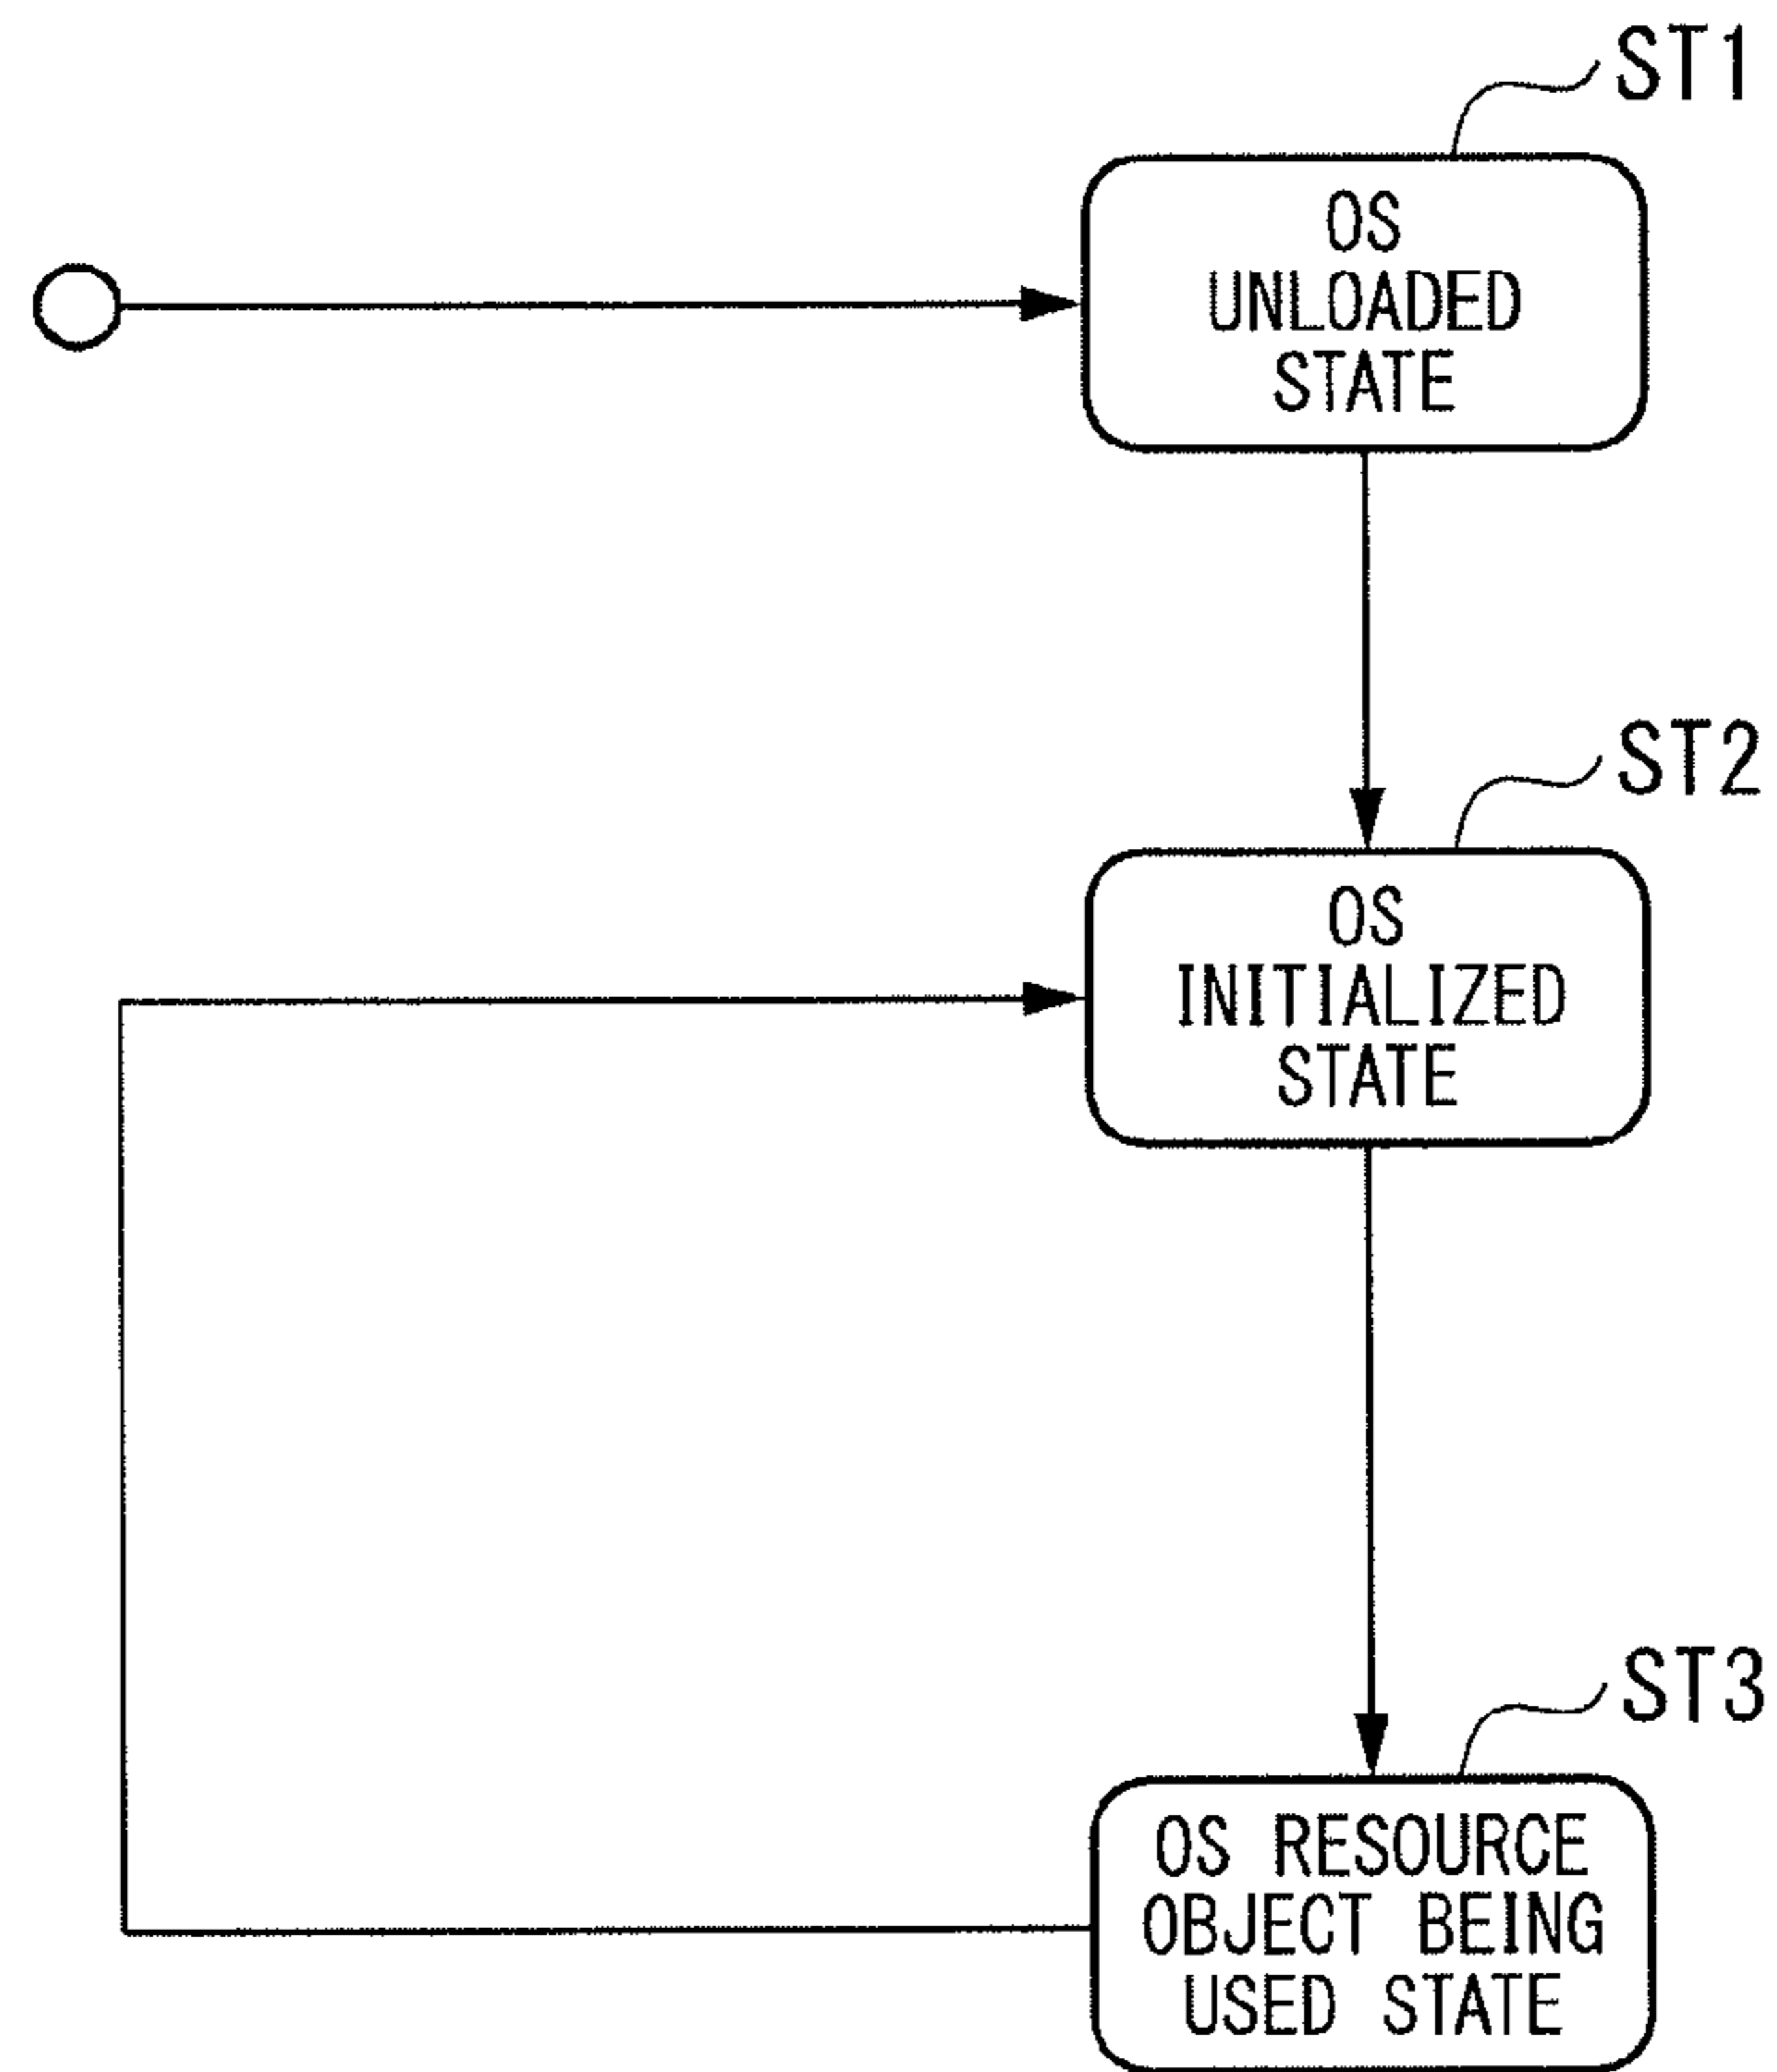 ST1
OS
UNLOADED
STATE
ST2
OS
INITIALIZED
STATE
ST3
OS RESOURCE
OBJECT BEING
USED STATE